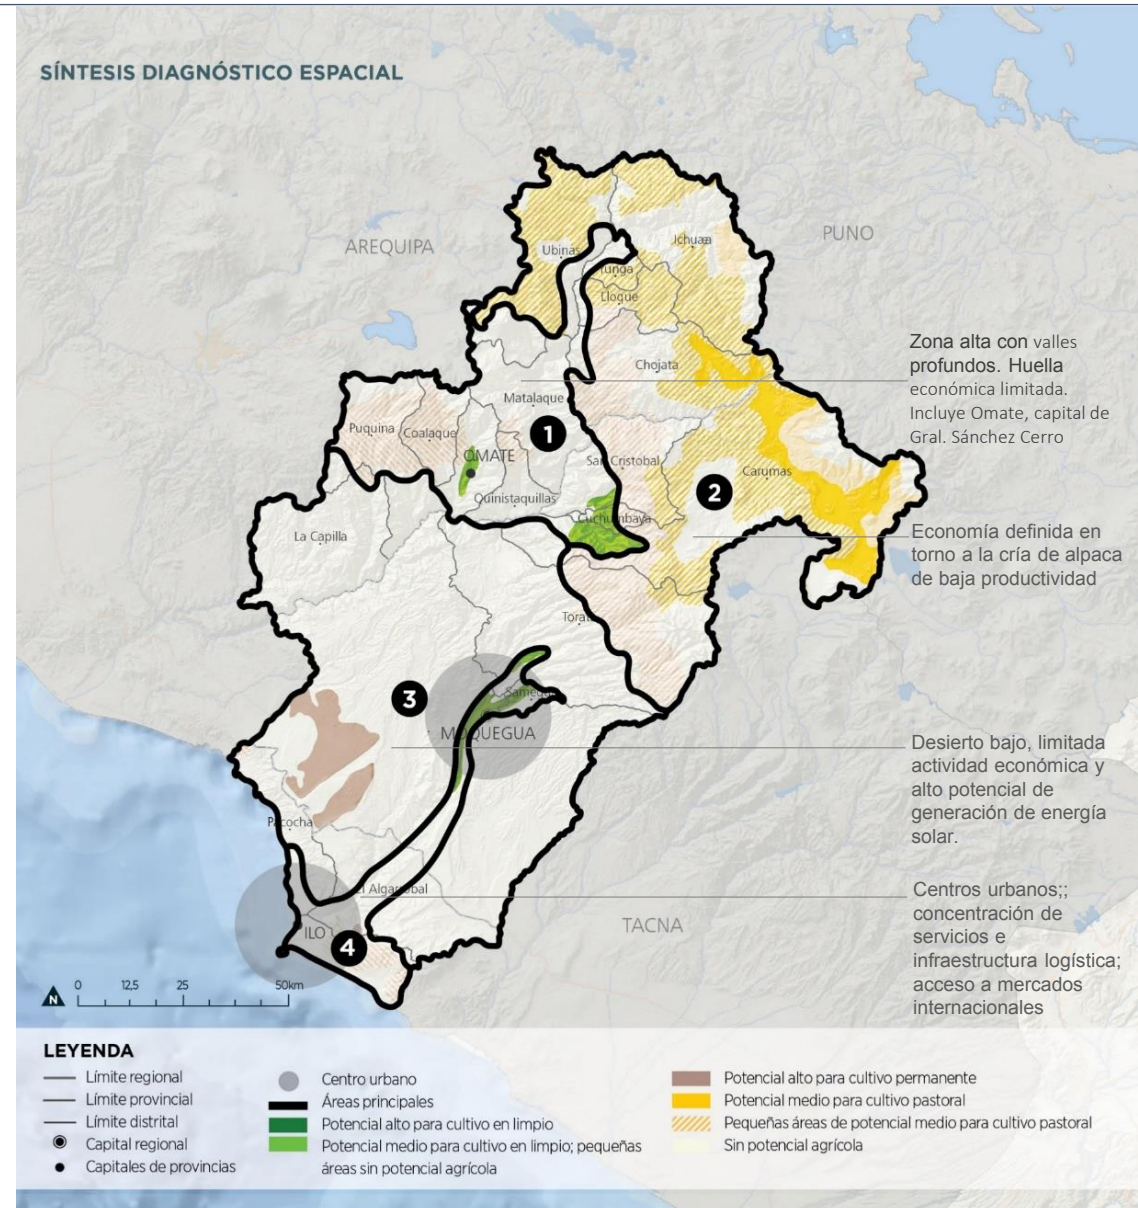 SÍNTESIS DIAGNÓSTICO ESPACIAL
AREQUIPA
PUNO
Ubinas
Ichuña
Yunga
Lloque
Chojata
Matalaque
Puquina
Coalaque
OMATE
1
San Cristobal
Carumas
2
Quinistaquillas
Cuchumbaya
La Capilla
Torata
3
Samegua
MOQUEGUA
Pacocha
El Algarrobal
ILO
4
TACNA
Zona alta con valles
profundos. Huella
económica limitada.
Incluye Omate, capital de
Gral. Sánchez Cerro
Economía definida en
torno a la cría de alpaca
de baja productividad
Desierto bajo, limitada
actividad económica y
alto potencial de
generación de energía
solar.
Centros urbanos;;
concentración de
servicios e
infraestructura logística;
acceso a mercados
internacionales
N
0 12,5 25 50km
LEYENDA
Límite regional
Límite provincial
Límite distrital
Capital regional
Capitales de provincias
Centro urbano
Áreas principales
Potencial alto para cultivo en limpio
Potencial medio para cultivo en limpio; pequeñas
áreas sin potencial agrícola
Potencial alto para cultivo permanente
Potencial medio para cultivo pastoral
Pequeñas áreas de potencial medio para cultivo pastoral
Sin potencial agrícola